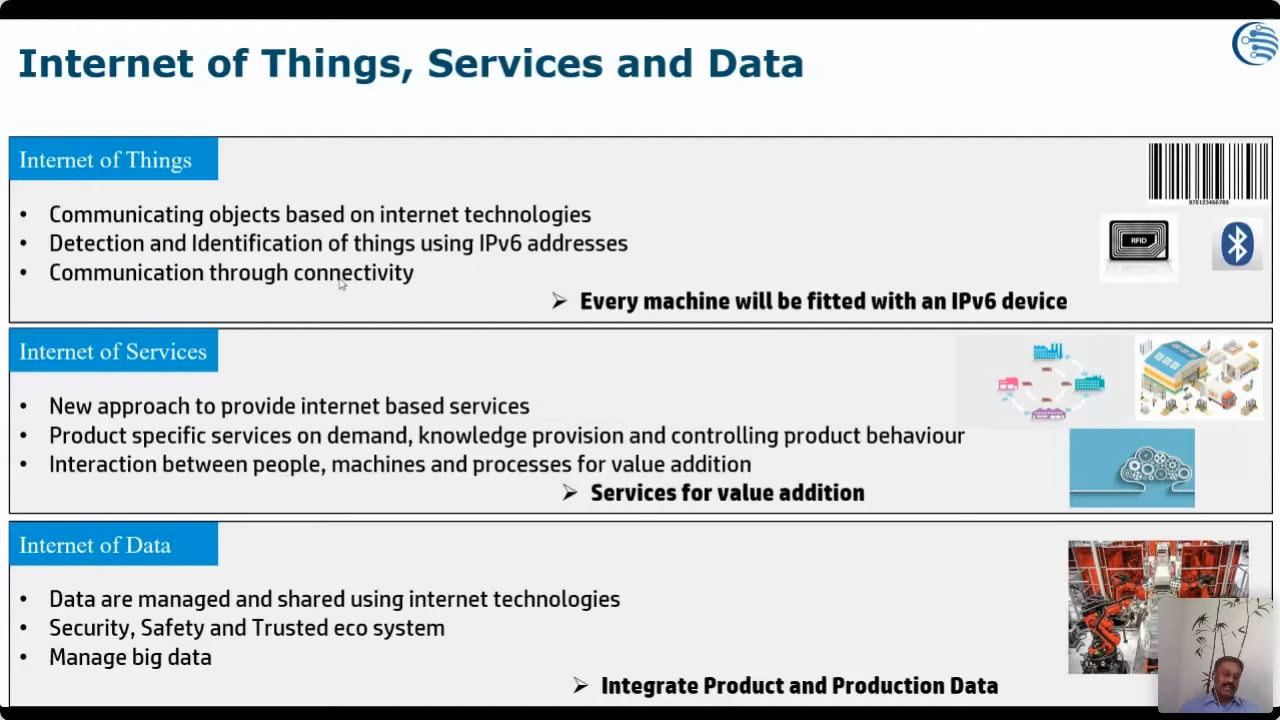 Internet of Things, Services and Data
Internet of Things
• Communicating objects based on internet technologies
• Detection and Identification of things using IPv6 addresses
• Communication through connectivity
➢ Every machine will be fitted with an IPv6 device
RFID
Internet of Services
• New approach to provide internet based services
• Product specific services on demand, knowledge provision and controlling product behaviour
• Interaction between people, machines and processes for value addition
➢ Services for value addition
Internet of Data
• Data are managed and shared using internet technologies
• Security, Safety and Trusted eco system
• Manage big data
➢ Integrate Product and Production Data